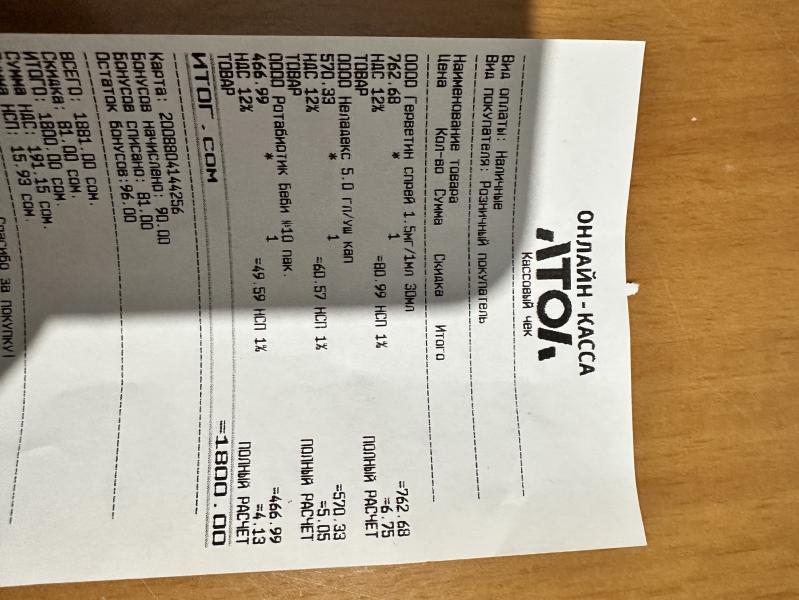 ОНЛАЙН-КАССА
АТОЛ
Кассовый чек
Вид оплаты: Наличные
Вид покупателя: Розничный покупатель
Наименование товара
Цена Кол-во Сумма Скидка Итого
0000 Герветин спрей 1.5мг/1мл 30мл
762.68 * 1 =762.68
НДС 12% =80.99 НСП 1% =6.75
ТОВАР ПОЛНЫЙ РАСЧЕТ
0000 Неладекс 5.0 гл/уш кап
570.33 * 1 =570.33
НДС 12% =60.57 НСП 1% =5.05
ТОВАР ПОЛНЫЙ РАСЧЕТ
0000 Ротабиотик Беби №10 пак.
466.99 * 1 =466.99
НДС 12% =49.59 НСП 1% =4.13
ТОВАР ПОЛНЫЙ РАСЧЕТ
ИТОГ.СОМ =1800.00
Карта: 2008804144256
Бонусов начислено: 90.00
Бонусов списано: 81.00
Остаток бонусов:96.00
ВСЕГО: 1881.00 СОМ.
СКИДКА: 81.00 СОМ.
ИТОГО: 1800.00 СОМ.
СУММА НДС: 191.15 СОМ.
СУММА НСП: 15.93 СОМ.
Спасибо за покупку!